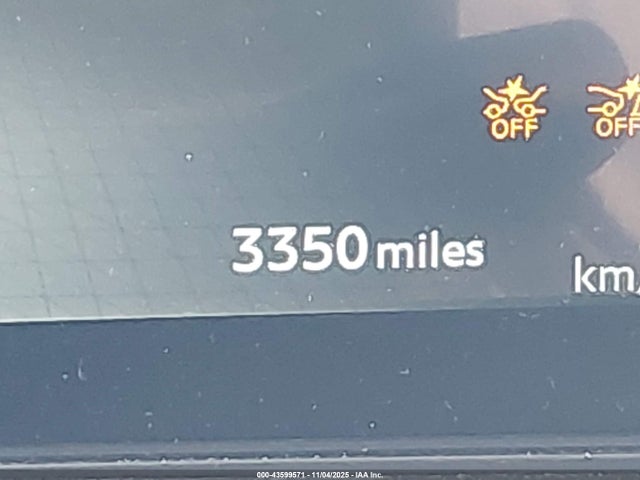 OFF OFF
3350 miles
km/
000-43599571 - 11/04/2025 - IAA Inc.